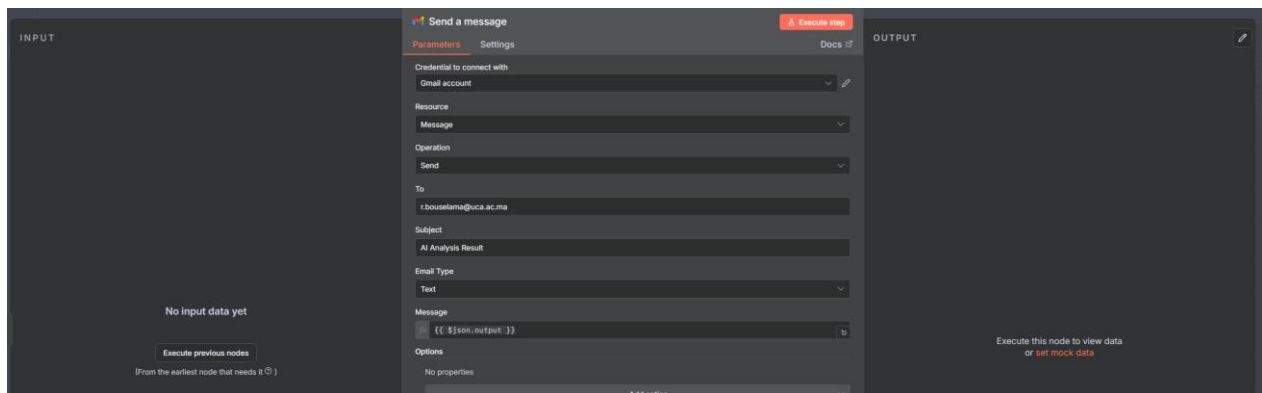 Send a message
Execute step
INPUT
Parameters
Settings
Docs
OUTPUT
Credential to connect with
Gmail account
Resource
Message
Operation
Send
To
r.bouselama@uca.ac.ma
Subject
AI Analysis Result
Email Type
Text
No input data yet
Message
fx {{ $json.output }}
Execute previous nodes
(From the earliest node that needs it ? )
Options
No properties
Execute this node to view data
or set mock data